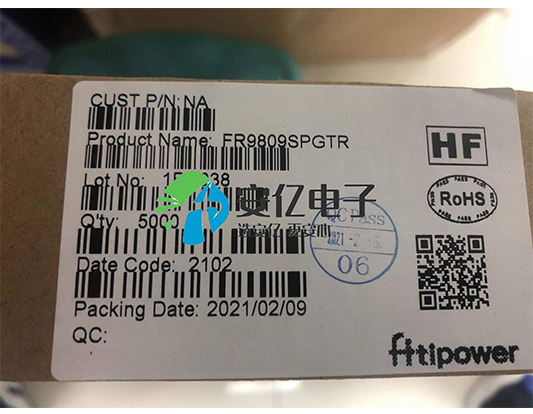 CUST P/N: NA
Product Name: FR9809SPGTR
HF
Lot No:
RoHS
Q'ty: 5000
QC Pass
Date Code: 2102
06
Packing Date: 2021/02/09
QC:
fitipower
电子